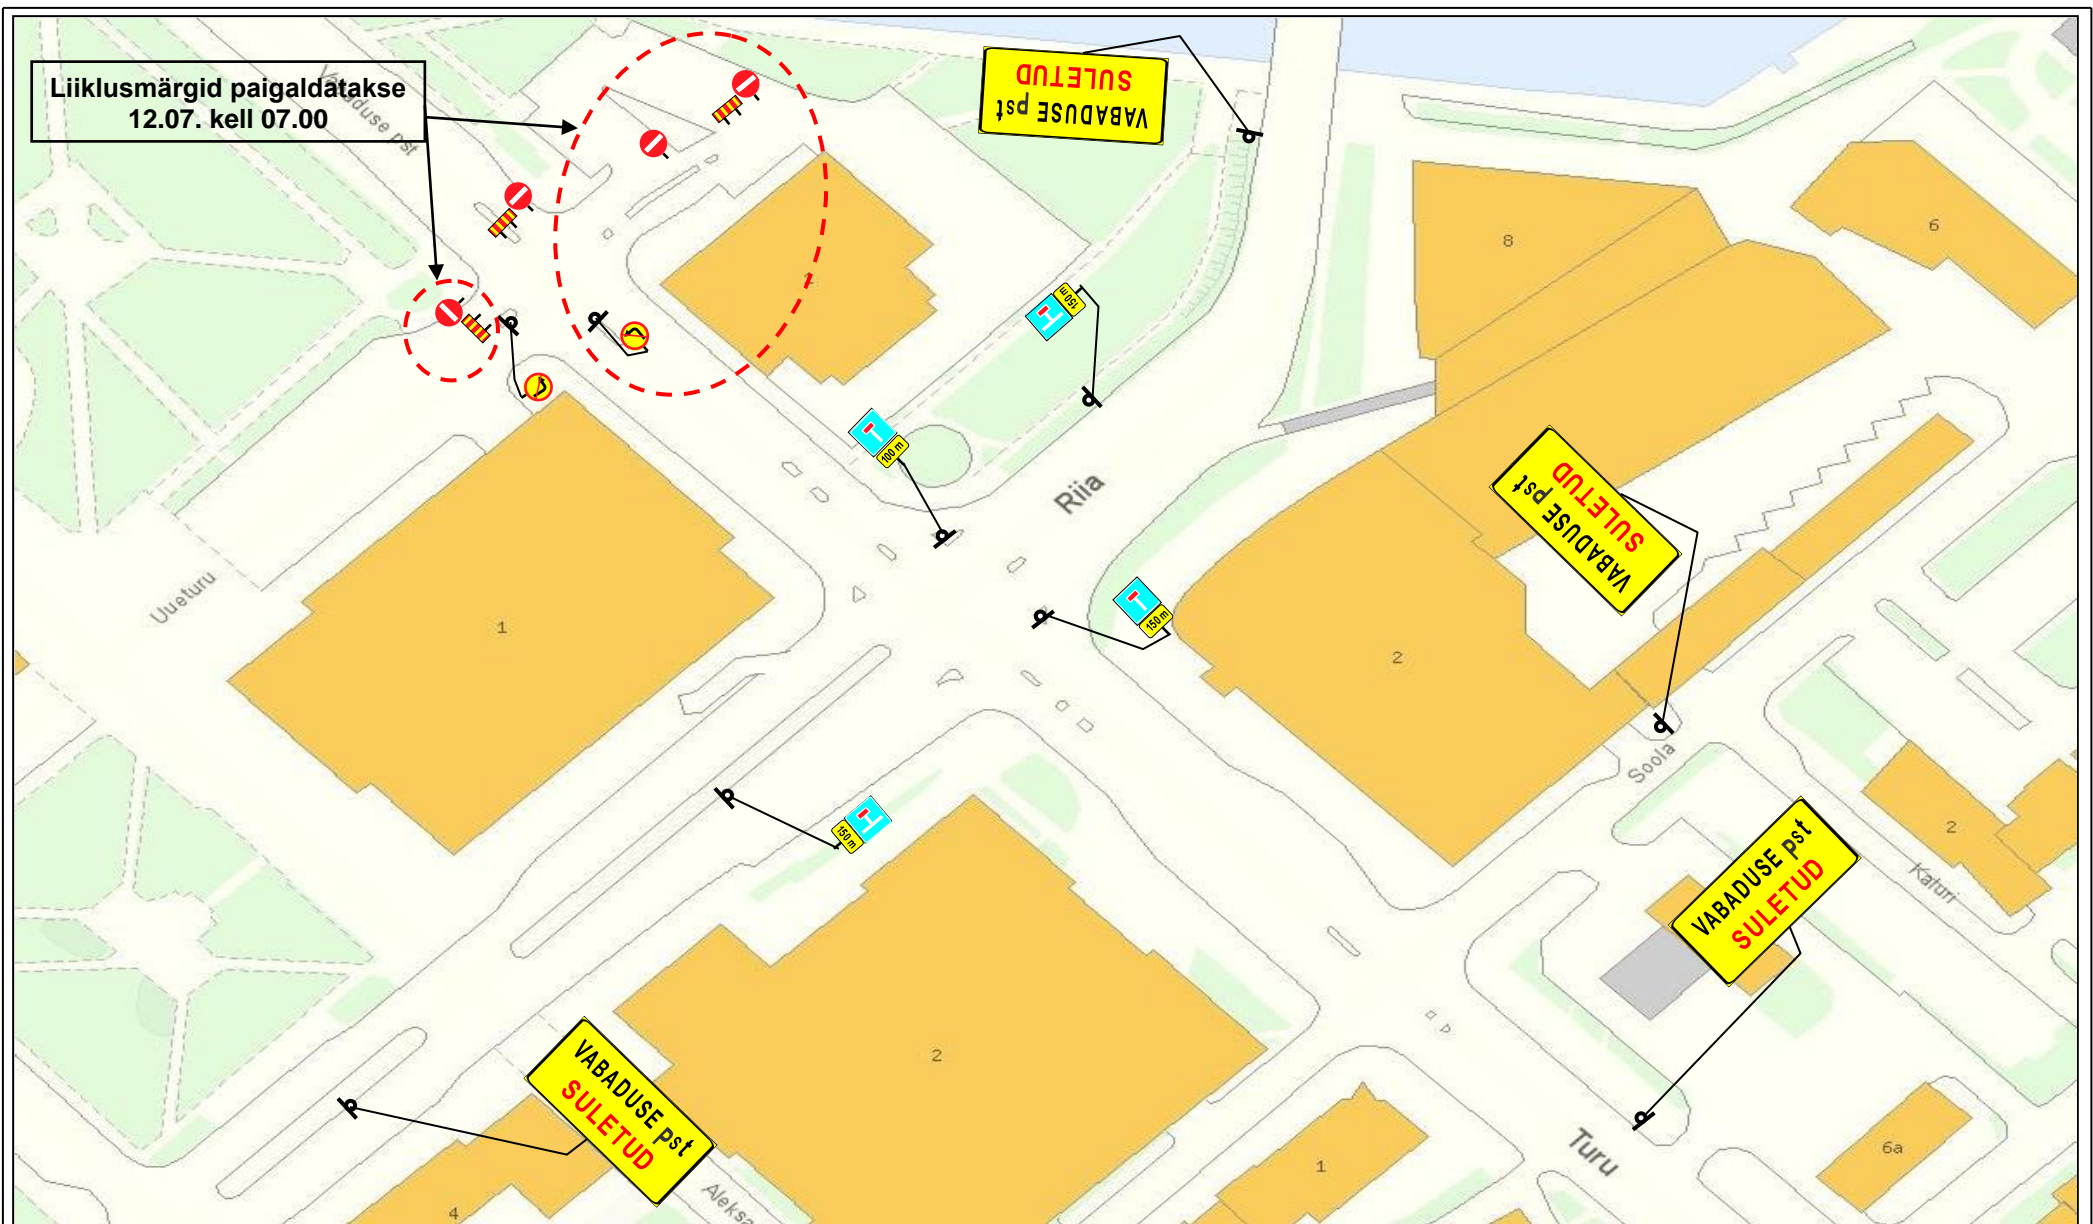 Liiklusmärgid paigaldatakse
12.07. kell 07.00
Vabaduse pst
VABADUSE pst
SULETUD
8
6
150 m
100 m
Riia
VABADUSE pst
SULETUD
Uueturu
1
150 m
2
Soola
150 m
2
VABADUSE pst
SULETUD
Kaluri
2
VABADUSE pst
SULETUD
Turu
1
6a
4
Aleksa